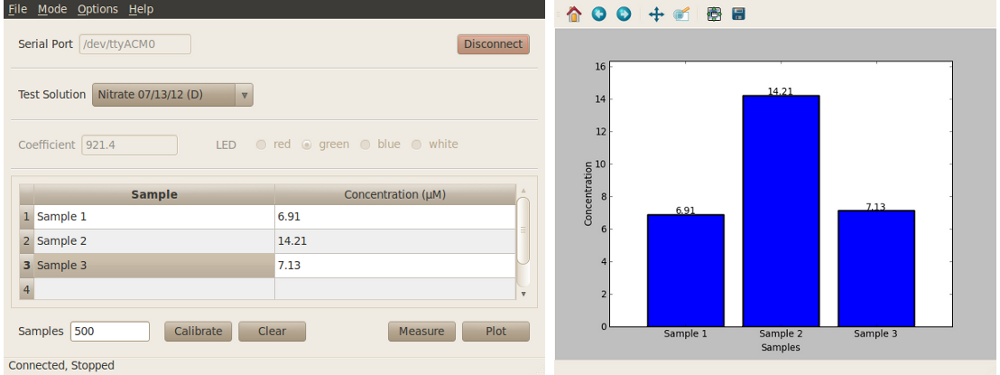 File Mode Options Help
Serial Port /dev/ttyACM0 Disconnect
Test Solution Nitrate 07/13/12 (D)
Coefficient 921.4 LED red green blue white
Sample Concentration (µM)
1 Sample 1 6.91
2 Sample 2 14.21
3 Sample 3 7.13
4
Samples 500 Calibrate Clear Measure Plot
Connected, Stopped
16
14
12
10
8
6
4
2
0
Concentration
6.91
14.21
7.13
Sample 1 Sample 2 Sample 3
Samples